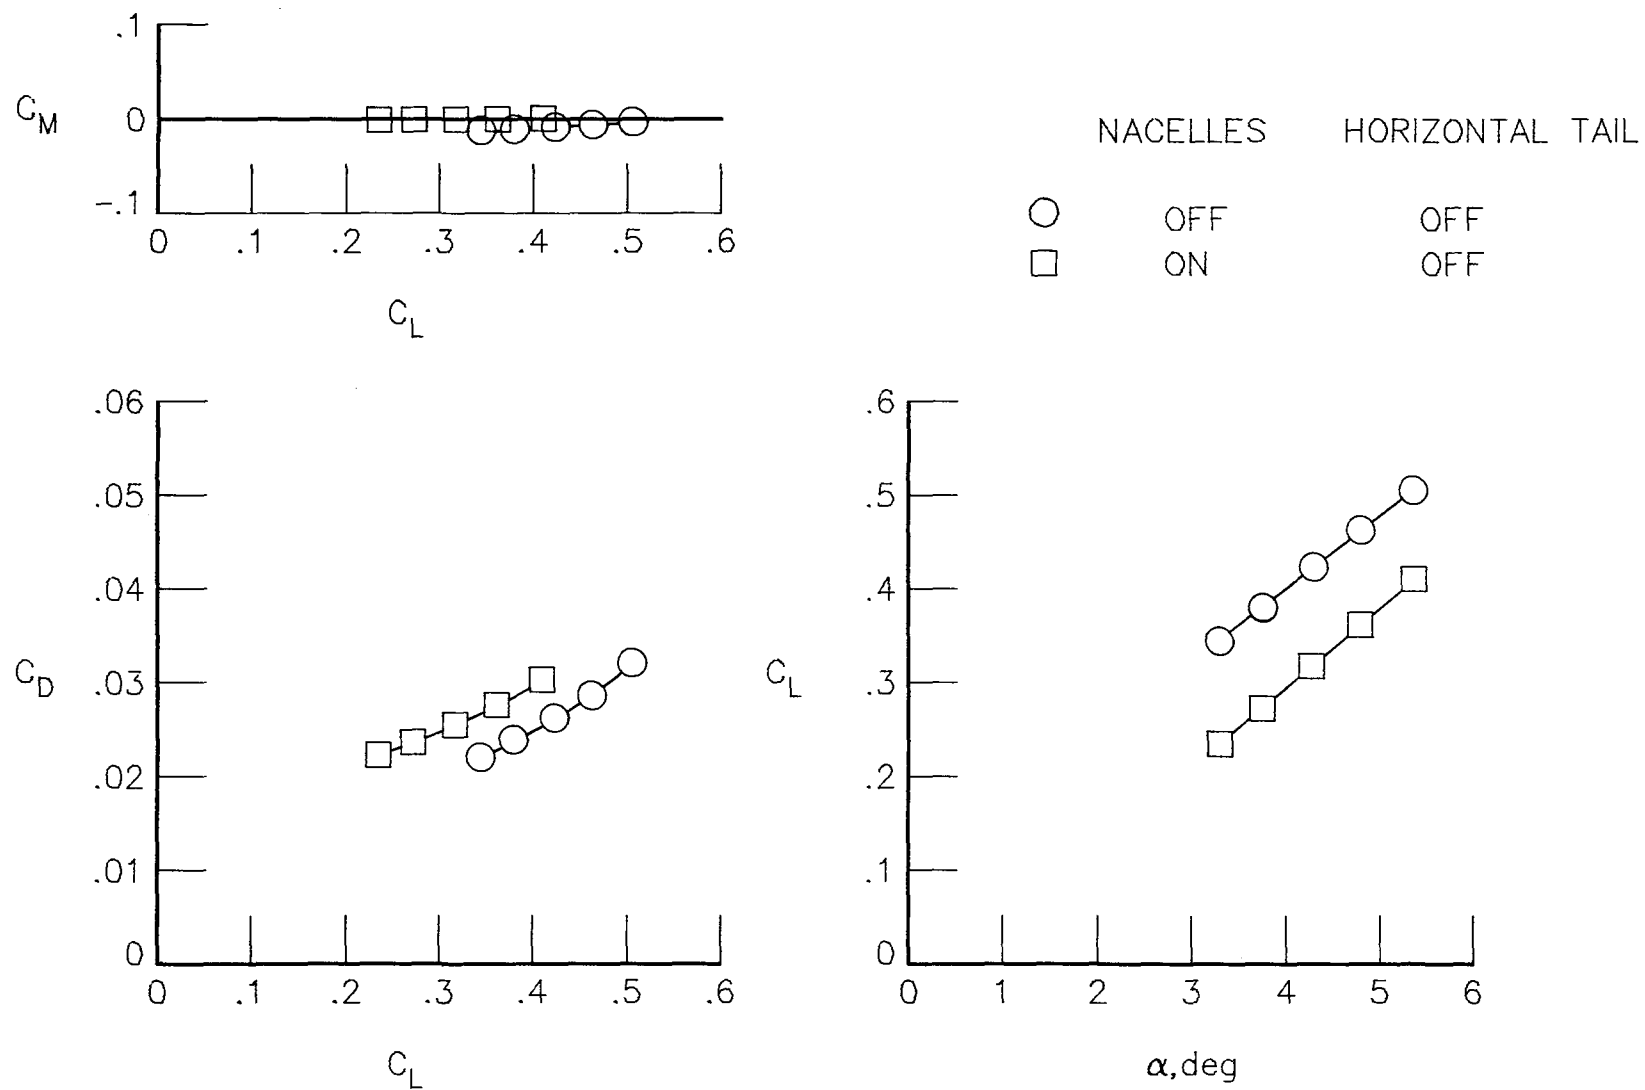 .1
C_M
0
-.1
0 .1 .2 .3 .4 .5 .6
C_L
NACELLES HORIZONTAL TAIL
OFF OFF
ON OFF
.06
.05
.04
C_D
.03
.02
.01
0
0 .1 .2 .3 .4 .5 .6
C_L
.6
.5
.4
C_L
.3
.2
.1
0
0 1 2 3 4 5 6
α,deg